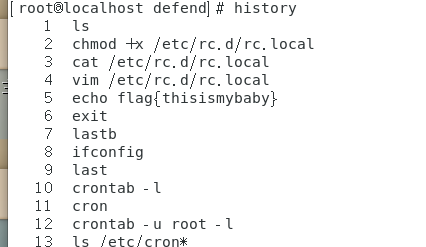 [root@localhost defend]# history
1 ls
2 chmod +x /etc/rc.d/rc.local
3 cat /etc/rc.d/rc.local
4 vim /etc/rc.d/rc.local
5 echo flag{thisismybaby}
6 exit
7 lastb
8 ifconfig
9 last
10 crontab -l
11 cron
12 crontab -u root -l
13 ls /etc/cron*